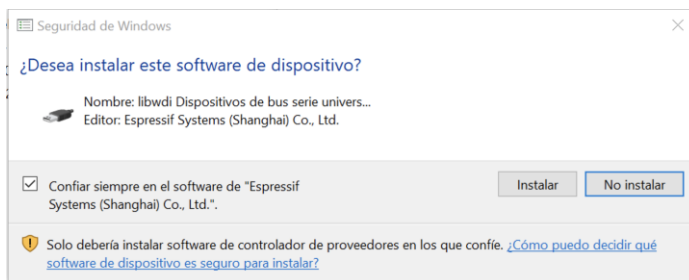 Seguridad de Windows
¿Desea instalar este software de dispositivo?
Nombre: libwdi Dispositivos de bus serie univers...
Editor: Espressif Systems (Shanghai) Co., Ltd.
Confiar siempre en el software de "Espressif
Systems (Shanghai) Co., Ltd.".
Instalar
No instalar
Solo debería instalar software de controlador de proveedores en los que confíe. ¿Cómo puedo decidir qué
software de dispositivo es seguro para instalar?